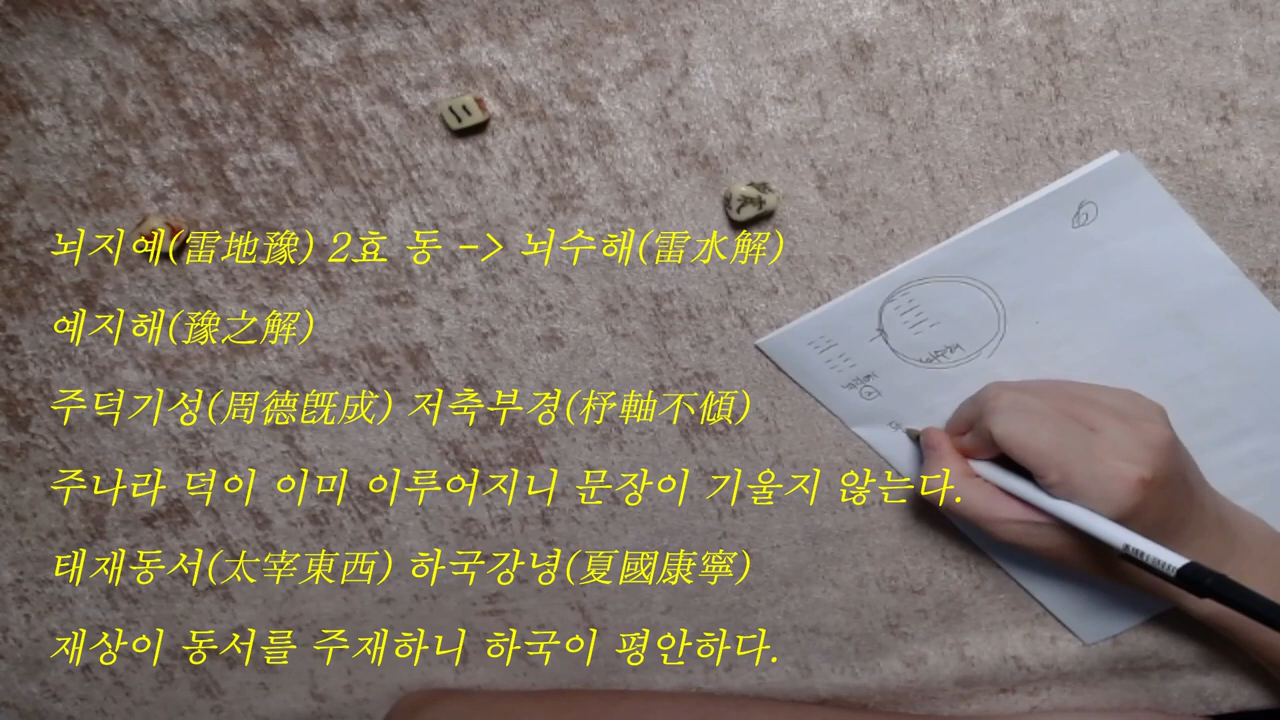 뇌지예(雷地豫) 2효 동 -> 뇌수해(雷水解)
예지해(豫之解)
주덕기성(周德旣成) 저축부경(杼軸不傾)
주나라 덕이 이미 이루어지니 문장이 기울지 않는다.
태재동서(太宰東西) 하국강녕(夏國康寧)
재상이 동서를 주재하니 하국이 평안하다.
二